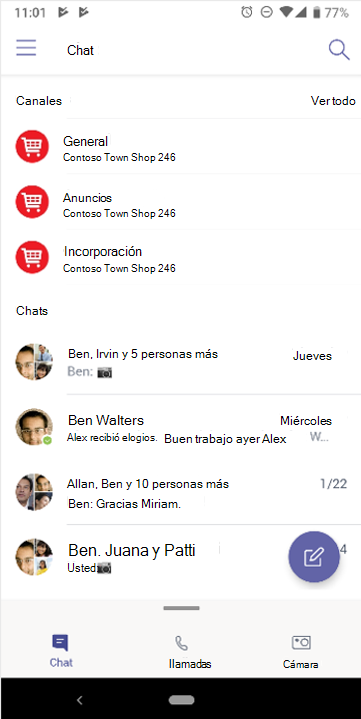 11:01 77%
Chat
Canales Ver todo
General
Contoso Town Shop 246
Anuncios
Contoso Town Shop 246
Incorporación
Contoso Town Shop 246
Chats
Ben, Irvin y 5 personas más Jueves
Ben:
Ben Walters Miércoles
Alex recibió elogios. Buen trabajo ayer Alex W...
Allan, Ben y 10 personas más 1/22
Ben: Gracias Miriam.
Ben. Juana y Patti 4
Usted
Chat llamadas Cámara